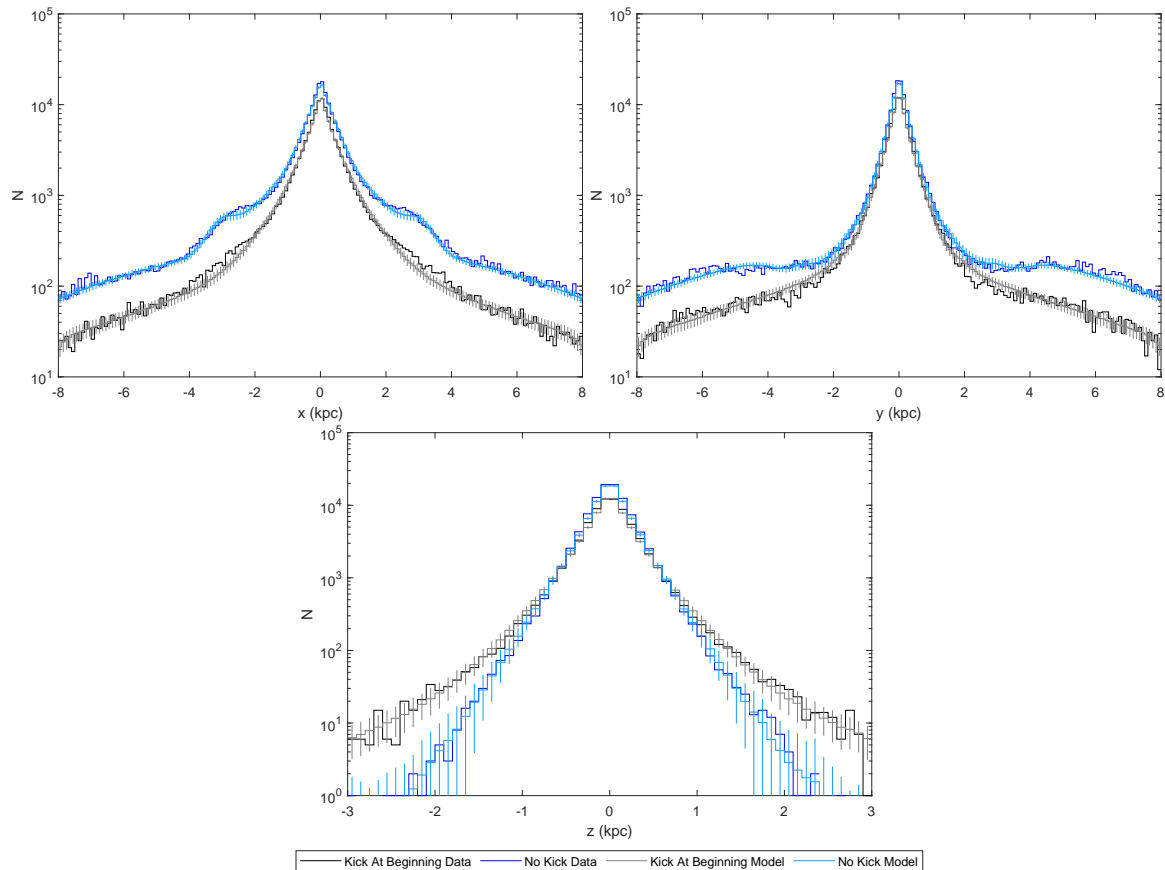 10^5
10^4
10^3
10^2
10^1
N
-8 -6 -4 -2 0 2 4 6 8
x (kpc)
10^5
10^4
10^3
10^2
10^1
N
-8 -6 -4 -2 0 2 4 6 8
y (kpc)
10^5
10^4
10^3
10^2
10^1
10^0
N
-3 -2 -1 0 1 2 3
z (kpc)
Kick At Beginning Data No Kick Data Kick At Beginning Model No Kick Model